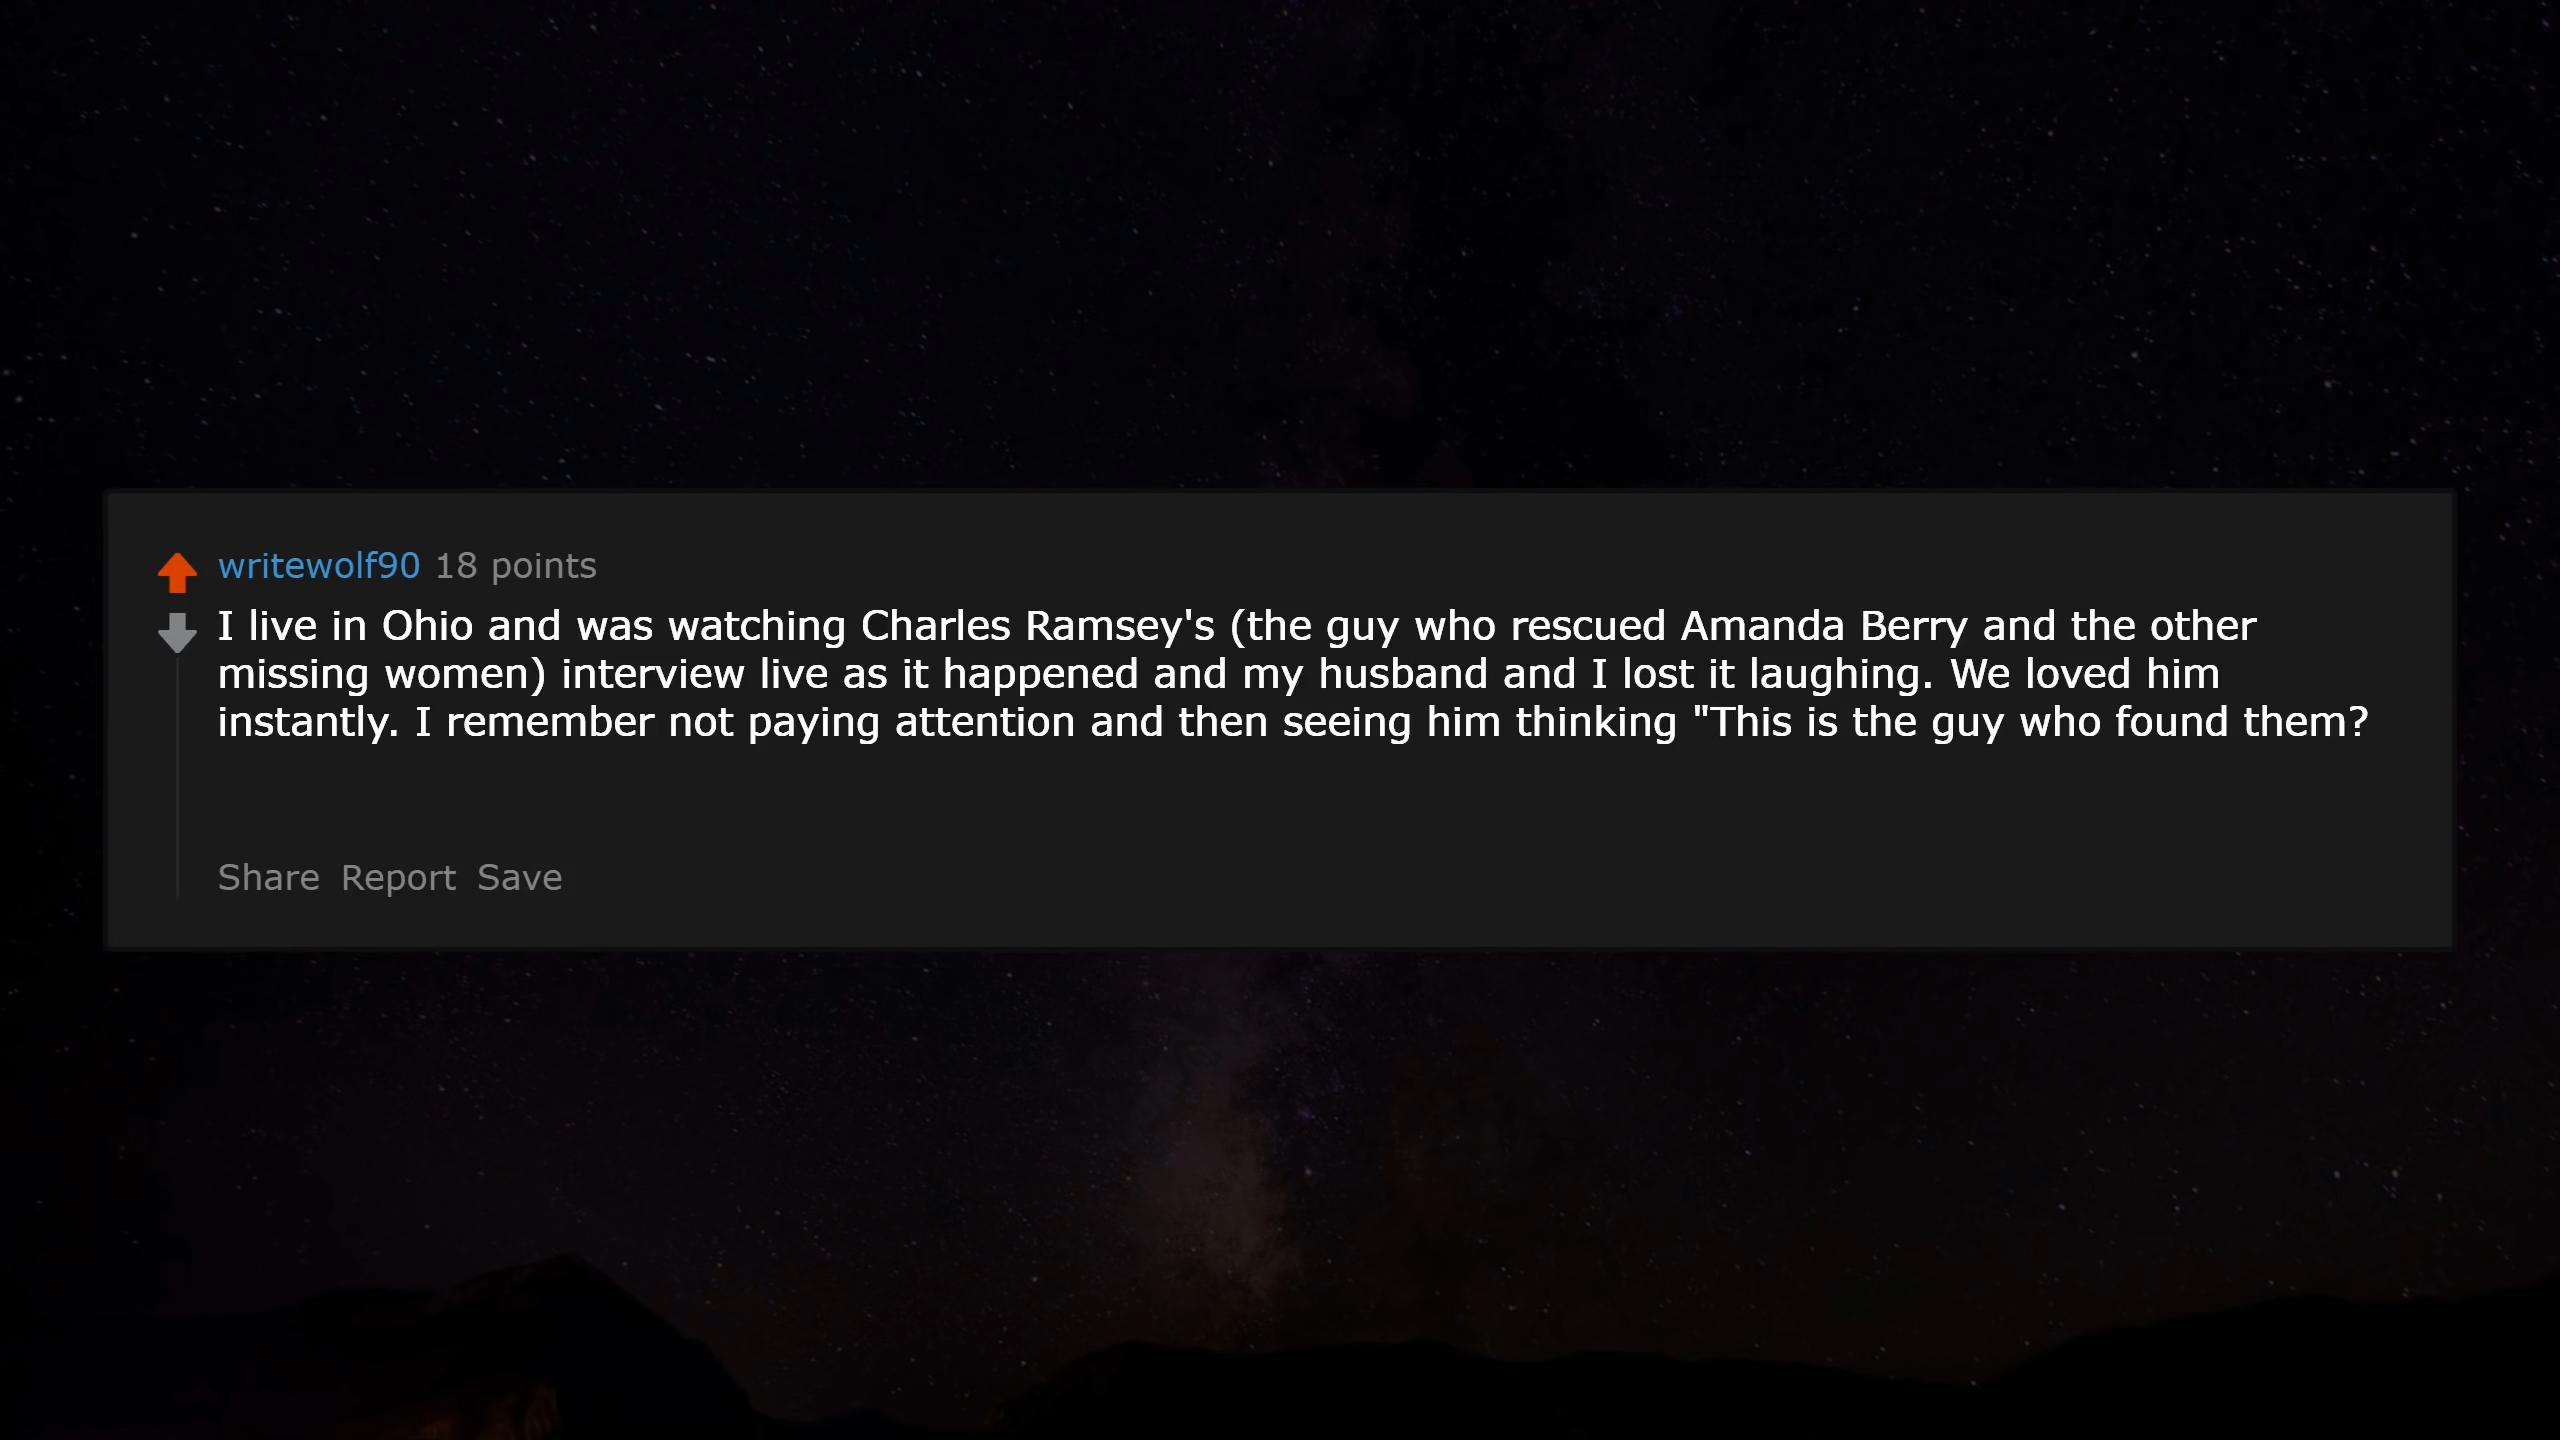 writewolf90 18 points
I live in Ohio and was watching Charles Ramsey's (the guy who rescued Amanda Berry and the other
missing women) interview live as it happened and my husband and I lost it laughing. We loved him
instantly. I remember not paying attention and then seeing him thinking "This is the guy who found them?
Share Report Save